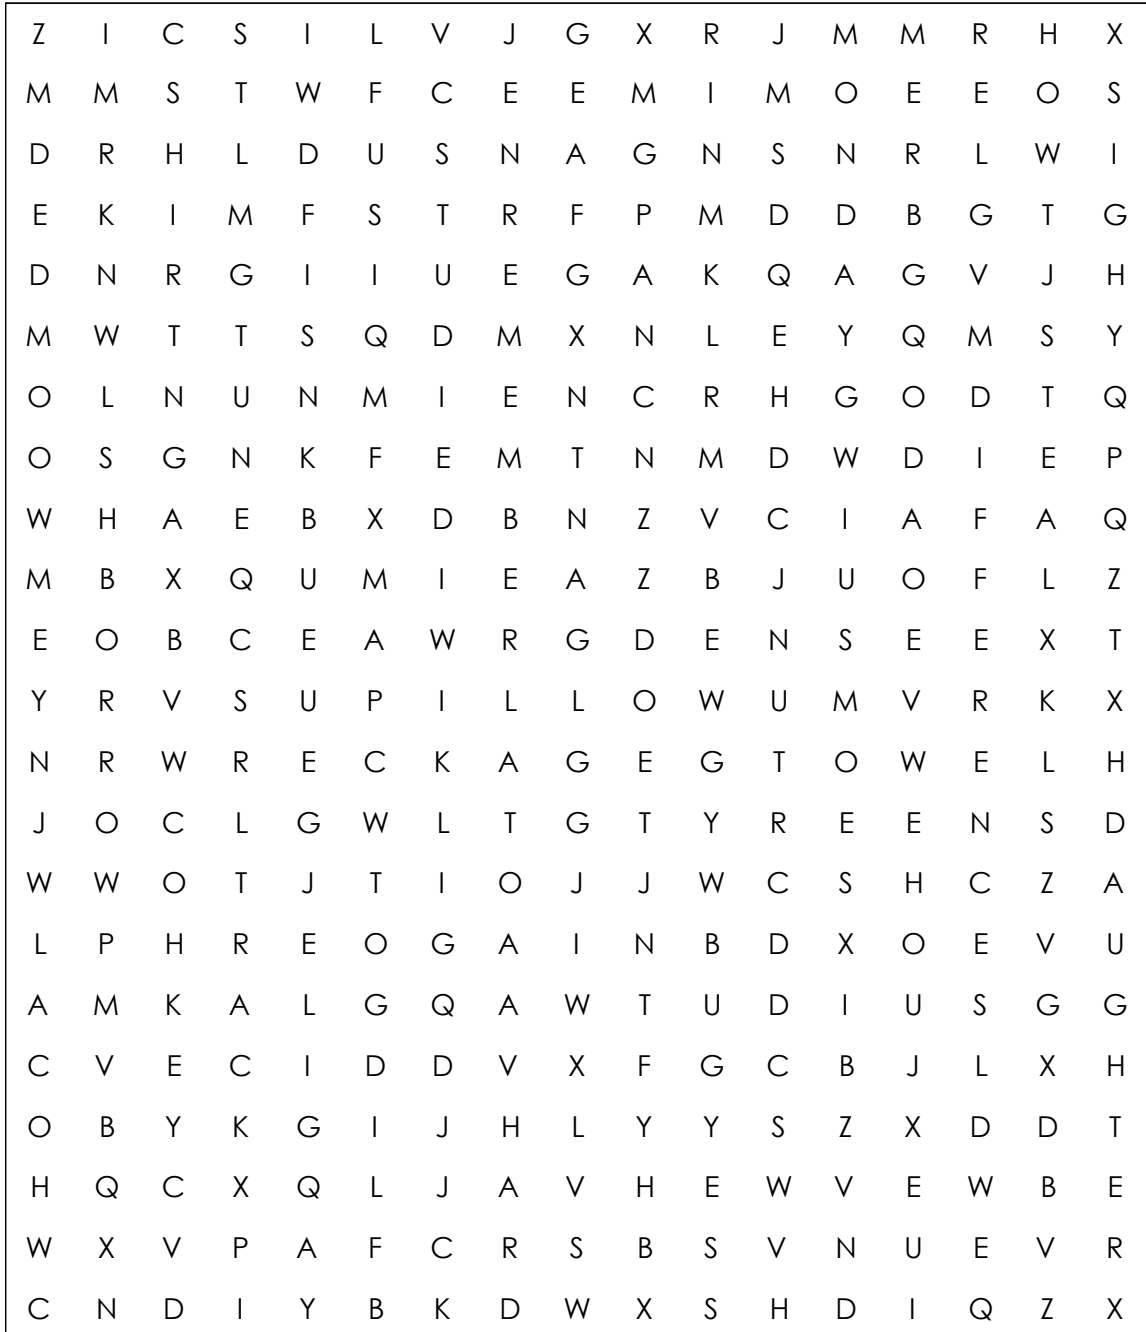 Z I C S I L V J G X R J M M R H X
M M S T W F C E E M I M O E E O S
D R H L D U S N A G N S N R L W I
E K I M F S T R F P M D D B G T G
D N R G I I U E G A K Q A G V J H
M W T T S Q D M X N L E Y Q M S Y
O L N U N M I E N C R H G O D T Q
O S G N K F E M T N M D W D I E P
W H A E B X D B N Z V C I A F A Q
M B X Q U M I E A Z B J U O F L Z
E O B C E A W R G D E N S E E X T
Y R V S U P I L L O W U M V R K X
N R W R E C K A G E G T O W E L H
J O C L G W L T G T Y R E E N S D
W W O T J T I O J J W C S H C Z A
L P H R E O G A I N B D X O E V U
A M K A L G Q A W T U D I U S G G
C V E C I D D V X F G C B J L X H
O B Y K G I J H L Y Y S Z X D D T
H Q C X Q L J A V H E W V E W B E
W X V P A F C R S B S V N U E V R
C N D I Y B K D W X S H D I Q Z X